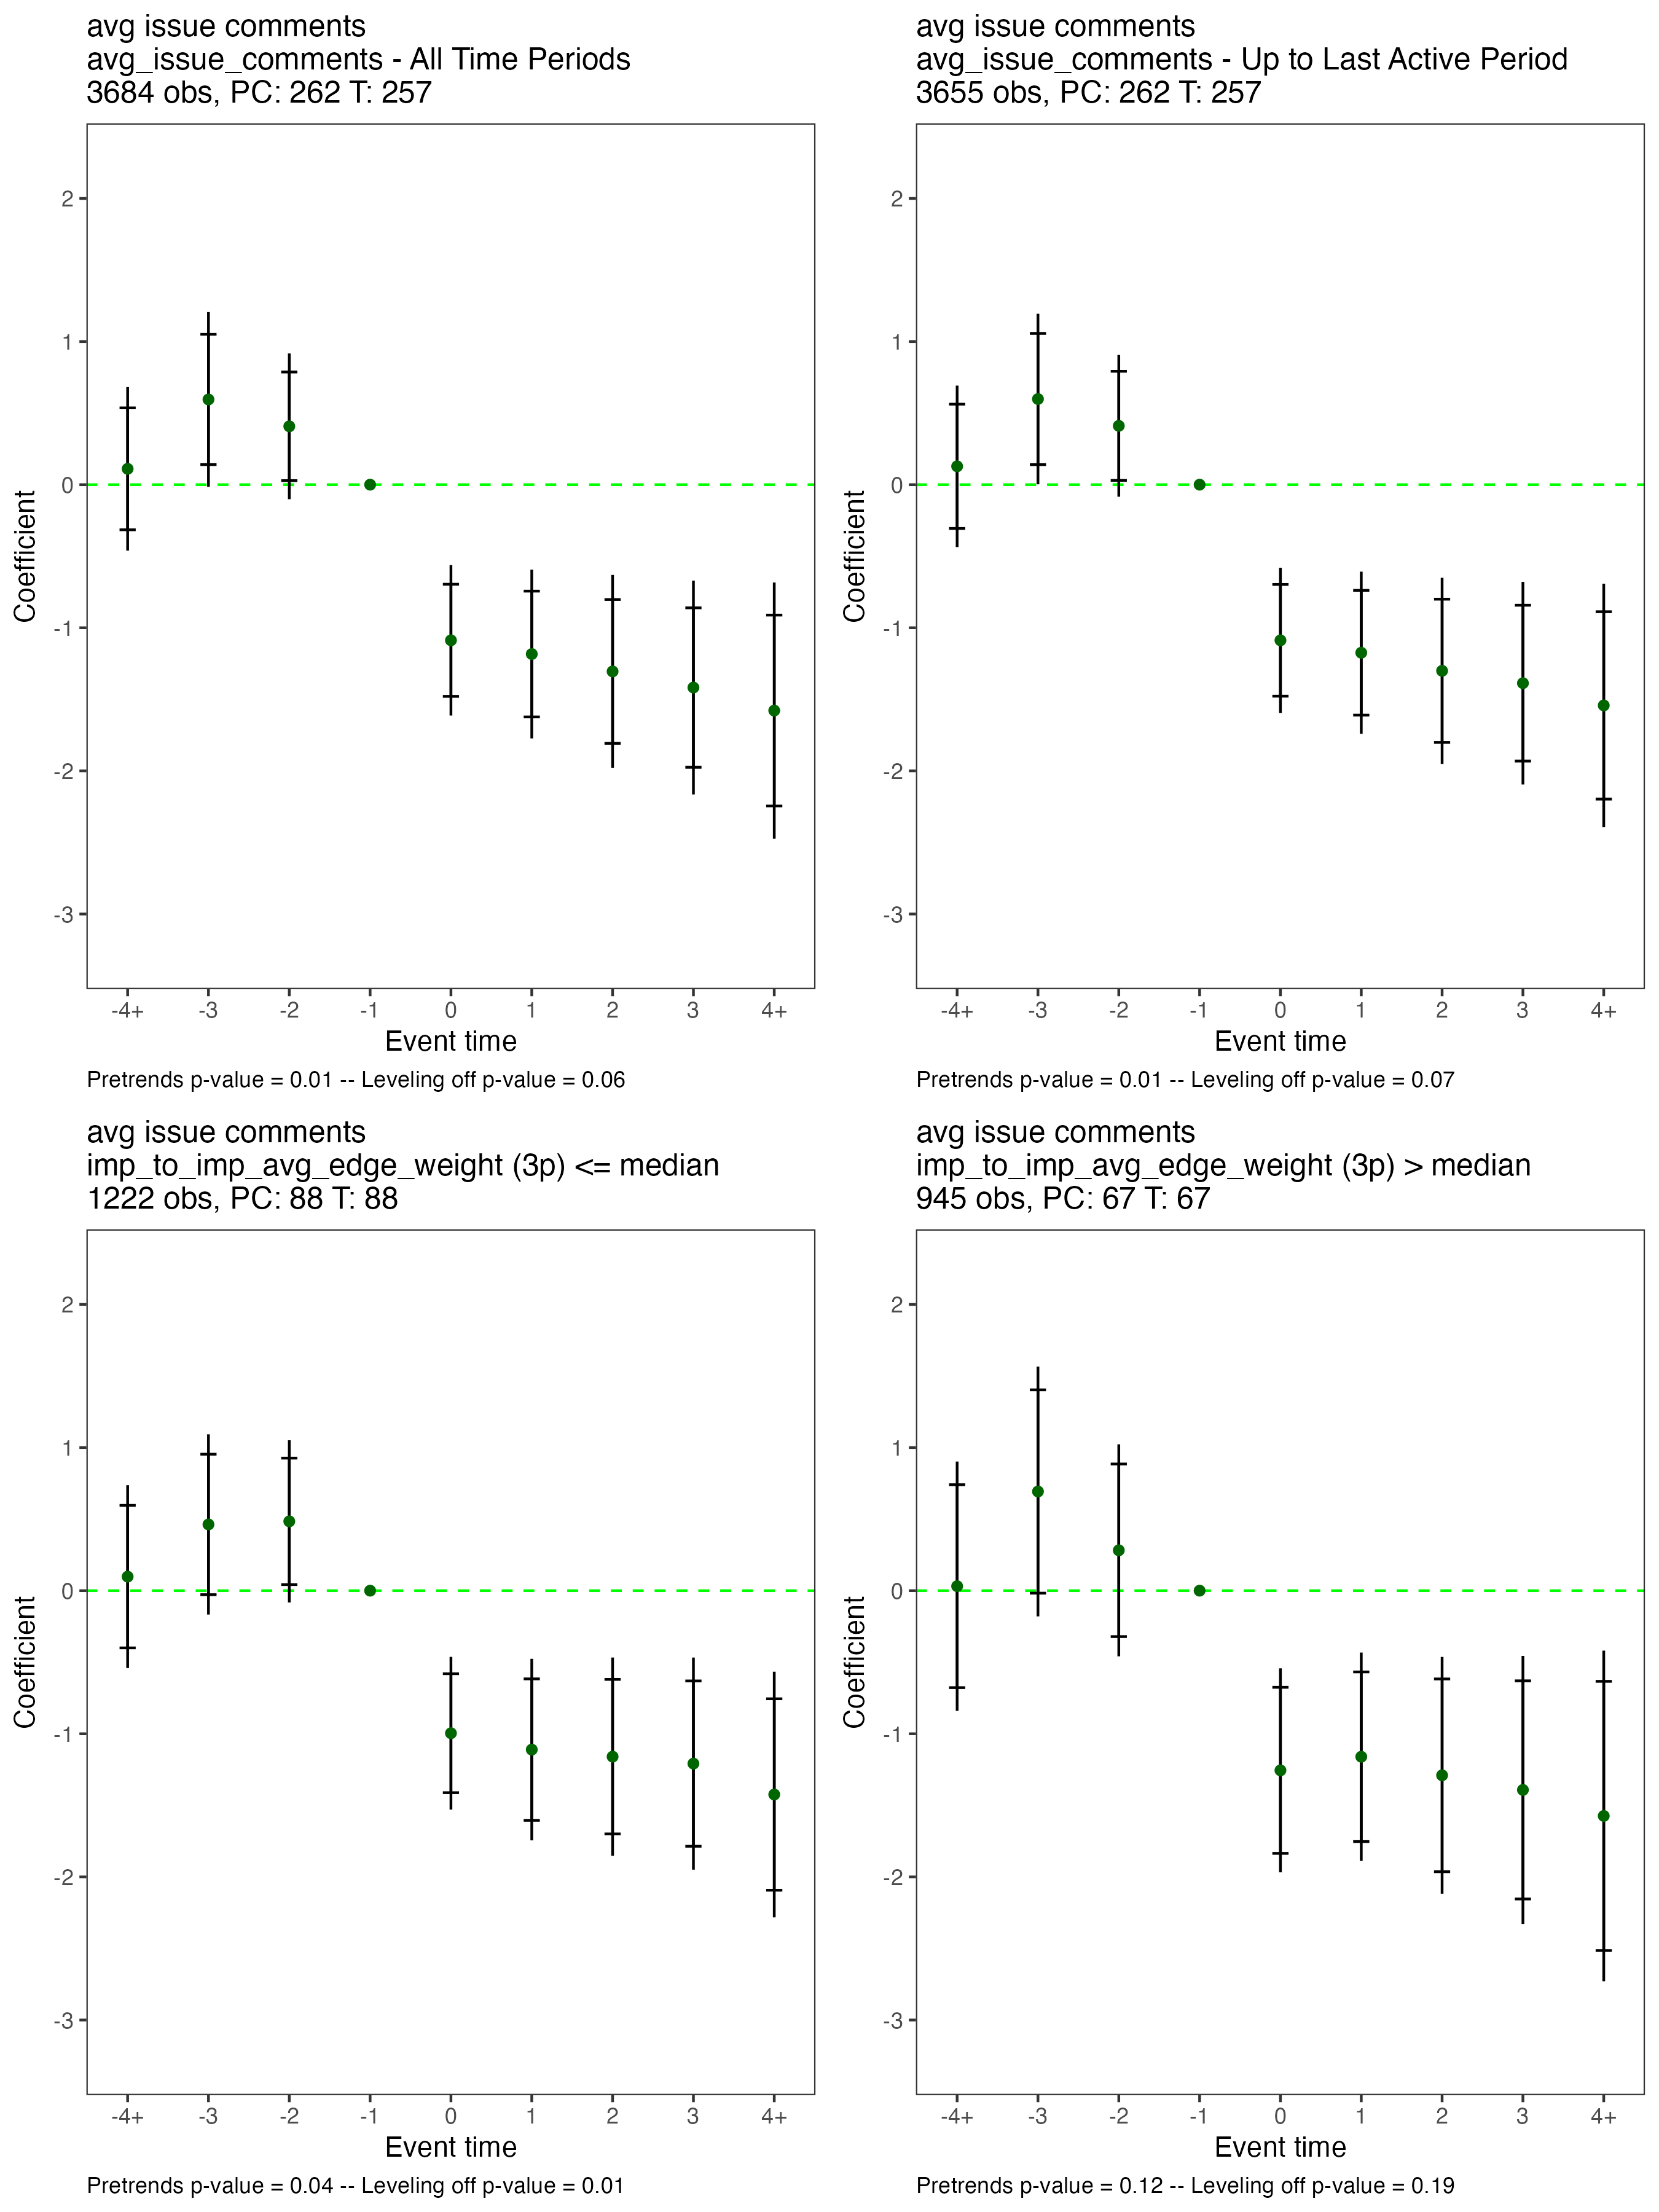 avg issue comments
avg_issue_comments - All Time Periods
3684 obs, PC: 262 T: 257
2
1
0
-1
-2
-3
Coefficient
-4+ -3 -2 -1 0 1 2 3 4+
Event time
Pretrends p-value = 0.01 -- Leveling off p-value = 0.06
avg issue comments
avg_issue_comments - Up to Last Active Period
3655 obs, PC: 262 T: 257
2
1
0
-1
-2
-3
Coefficient
-4+ -3 -2 -1 0 1 2 3 4+
Event time
Pretrends p-value = 0.01 -- Leveling off p-value = 0.07
avg issue comments
imp_to_imp_avg_edge_weight (3p) <= median
1222 obs, PC: 88 T: 88
2
1
0
-1
-2
-3
Coefficient
-4+ -3 -2 -1 0 1 2 3 4+
Event time
Pretrends p-value = 0.04 -- Leveling off p-value = 0.01
avg issue comments
imp_to_imp_avg_edge_weight (3p) > median
945 obs, PC: 67 T: 67
2
1
0
-1
-2
-3
Coefficient
-4+ -3 -2 -1 0 1 2 3 4+
Event time
Pretrends p-value = 0.12 -- Leveling off p-value = 0.19